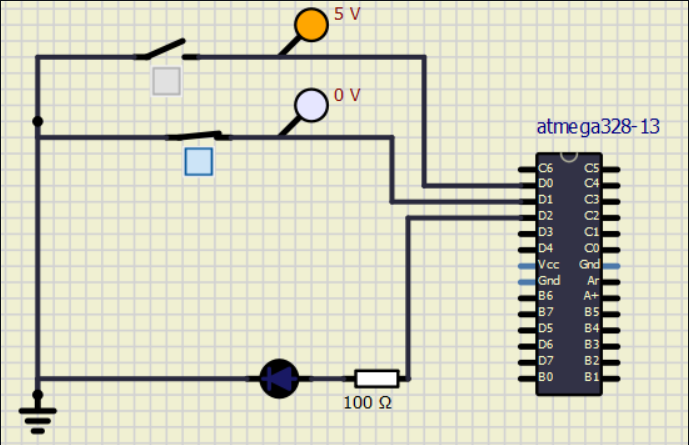 5 V
0 V
atmega328-13
C6 C5
D0 C4
D1 C3
D2 C2
D3 C1
D4 C0
Vcc Gnd
Gnd Ar
B6 A+
B7 B5
D5 B4
D6 B3
D7 B2
B0 B1
100 Ω